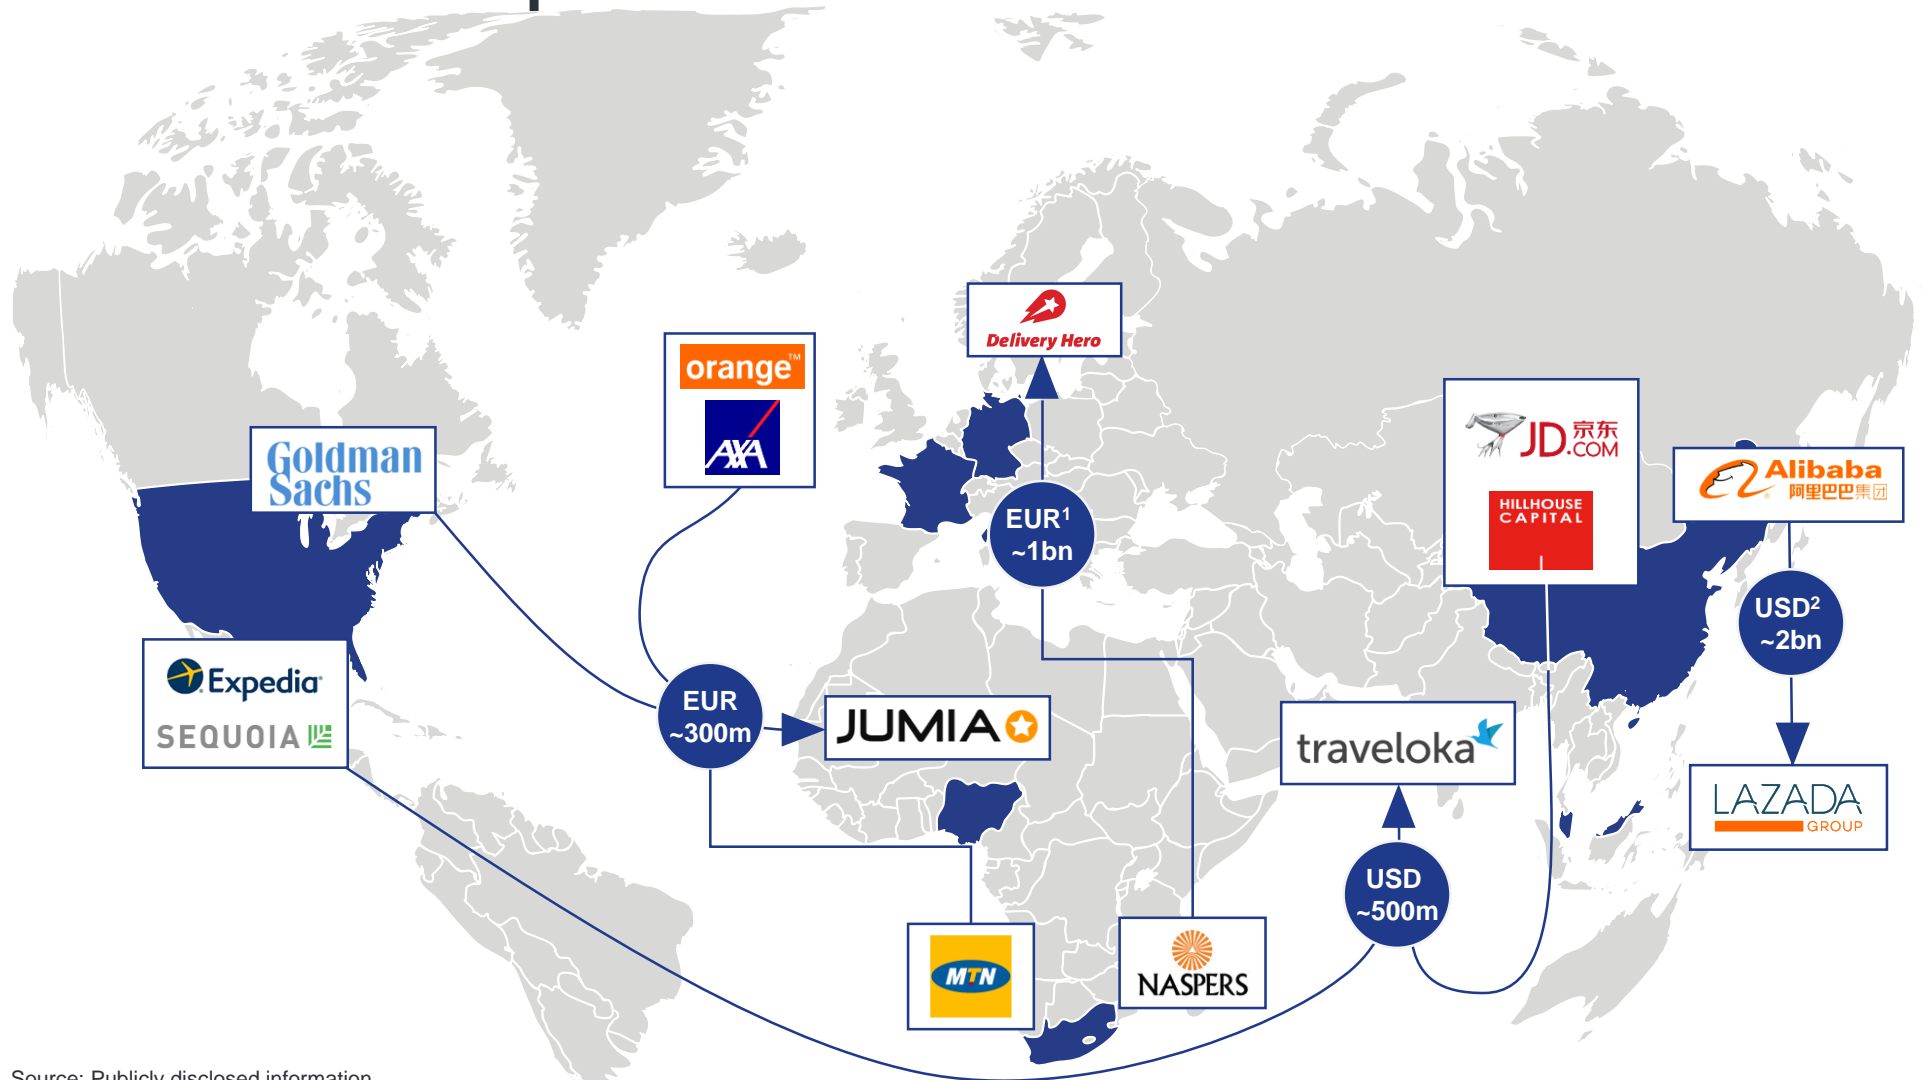 Delivery Hero
orange™
AXA
Goldman
Sachs
JD.COM 京东
HILLHOUSE
CAPITAL
Alibaba
阿里巴巴集团
EUR¹
~1bn
USD²
~2bn
Expedia
SEQUOIA
EUR
~300m
JUMIA
traveloka
LAZADA
GROUP
USD
~500m
MTN
NASPERS
Source: Publicly disclosed information